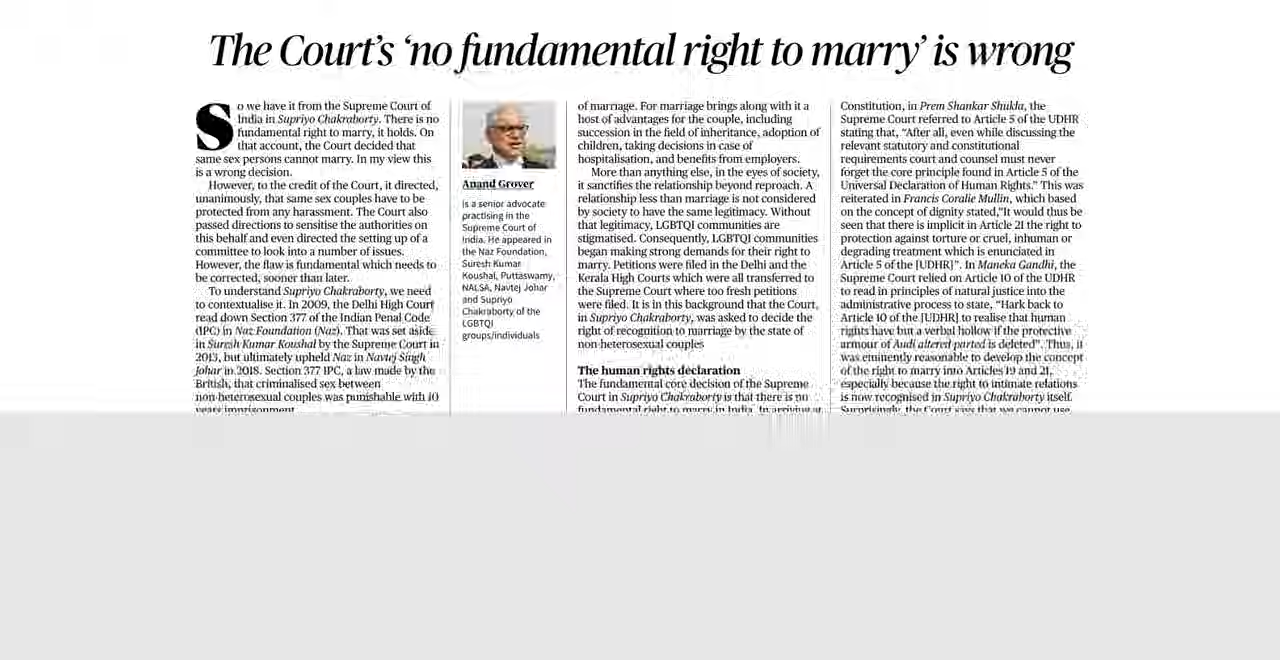 The Court's 'no fundamental right to marry' is wrong
So we have it from the Supreme Court of
India in Supriyo Chakraborty. There is no
fundamental right to marry, it holds. On
that account, the Court decided that
same sex persons cannot marry. In my view this
is a wrong decision.
However, to the credit of the Court, it directed,
unanimously, that same sex couples have to be
protected from any harassment. The Court also
passed directions to sensitise the authorities on
this behalf and even directed the setting up of a
committee to look into a number of issues.
However, the flaw is fundamental which needs to
be corrected, sooner than later.
To understand Supriyo Chakraborty, we need
to contextualise it. In 2009, the Delhi High Court
read down Section 377 of the Indian Penal Code
(IPC) in Naz Foundation (Naz). That was set aside
in Suresh Kumar Koushal by the Supreme Court in
2013, but ultimately upheld Naz in Navtej Singh
Johar in 2018. Section 377 IPC, a law made by the
British, that criminalised sex between
non-heterosexual couples was punishable with 10
years imprisonment.
Anand Grover
is a senior advocate
practising in the
Supreme Court of
India. He appeared in
the Naz Foundation,
Suresh Kumar
Koushal, Puttaswamy,
NALSA, Navtej Johar
and Supriyo
Chakraborty of the
LGBTQI
groups/individuals
of marriage. For marriage brings along with it a
host of advantages for the couple, including
succession in the field of inheritance, adoption of
children, taking decisions in case of
hospitalisation, and benefits from employers.
More than anything else, in the eyes of society,
it sanctifies the relationship beyond reproach. A
relationship less than marriage is not considered
by society to have the same legitimacy. Without
that legitimacy, LGBTQI communities are
stigmatised. Consequently, LGBTQI communities
began making strong demands for their right to
marry. Petitions were filed in the Delhi and the
Kerala High Courts which were all transferred to
the Supreme Court where too fresh petitions
were filed. It is in this background that the Court,
in Supriyo Chakraborty, was asked to decide the
right of recognition to marriage by the state of
non-heterosexual couples
The human rights declaration
The fundamental core decision of the Supreme
Court in Supriyo Chakraborty is that there is no
fundamental right to marry in India. In arriving at
Constitution, in Prem Shankar Shukla, the
Supreme Court referred to Article 5 of the UDHR
stating that, "After all, even while discussing the
relevant statutory and constitutional
requirements court and counsel must never
forget the core principle found in Article 5 of the
Universal Declaration of Human Rights." This was
reiterated in Francis Coralie Mullin, which based
on the concept of dignity stated,"It would thus be
seen that there is implicit in Article 21 the right to
protection against torture or cruel, inhuman or
degrading treatment which is enunciated in
Article 5 of the [UDHR]". In Maneka Gandhi, the
Supreme Court relied on Article 10 of the UDHR
to read in principles of natural justice into the
administrative process to state, "Hark back to
Article 10 of the [UDHR] to realise that human
rights have but a verbal hollow if the protective
armour of Audi altered parted is deleted". Thus, it
was eminently reasonable to develop the concept
of the right to marry into Articles 19 and 21,
especially because the right to intimate relations
is now recognised in Supriyo Chakraborty itself.
Surprisingly, the Court says that we cannot use